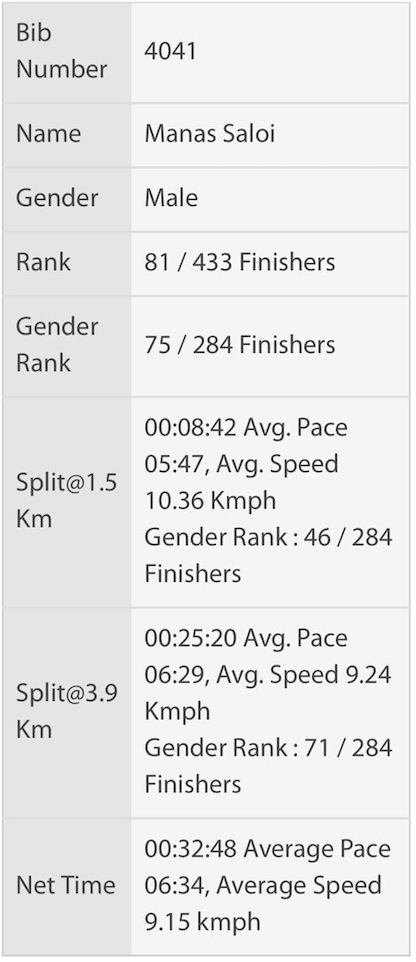 Bib
Number
4041
Name
Manas Saloi
Gender
Male
Rank
81 / 433 Finishers
Gender
Rank
75 / 284 Finishers
Split@1.5
Km
00:08:42 Avg. Pace
05:47, Avg. Speed
10.36 Kmph
Gender Rank : 46 / 284
Finishers
Split@3.9
Km
00:25:20 Avg. Pace
06:29, Avg. Speed 9.24
Kmph
Gender Rank : 71 / 284
Finishers
Net Time
00:32:48 Average Pace
06:34, Average Speed
9.15 kmph